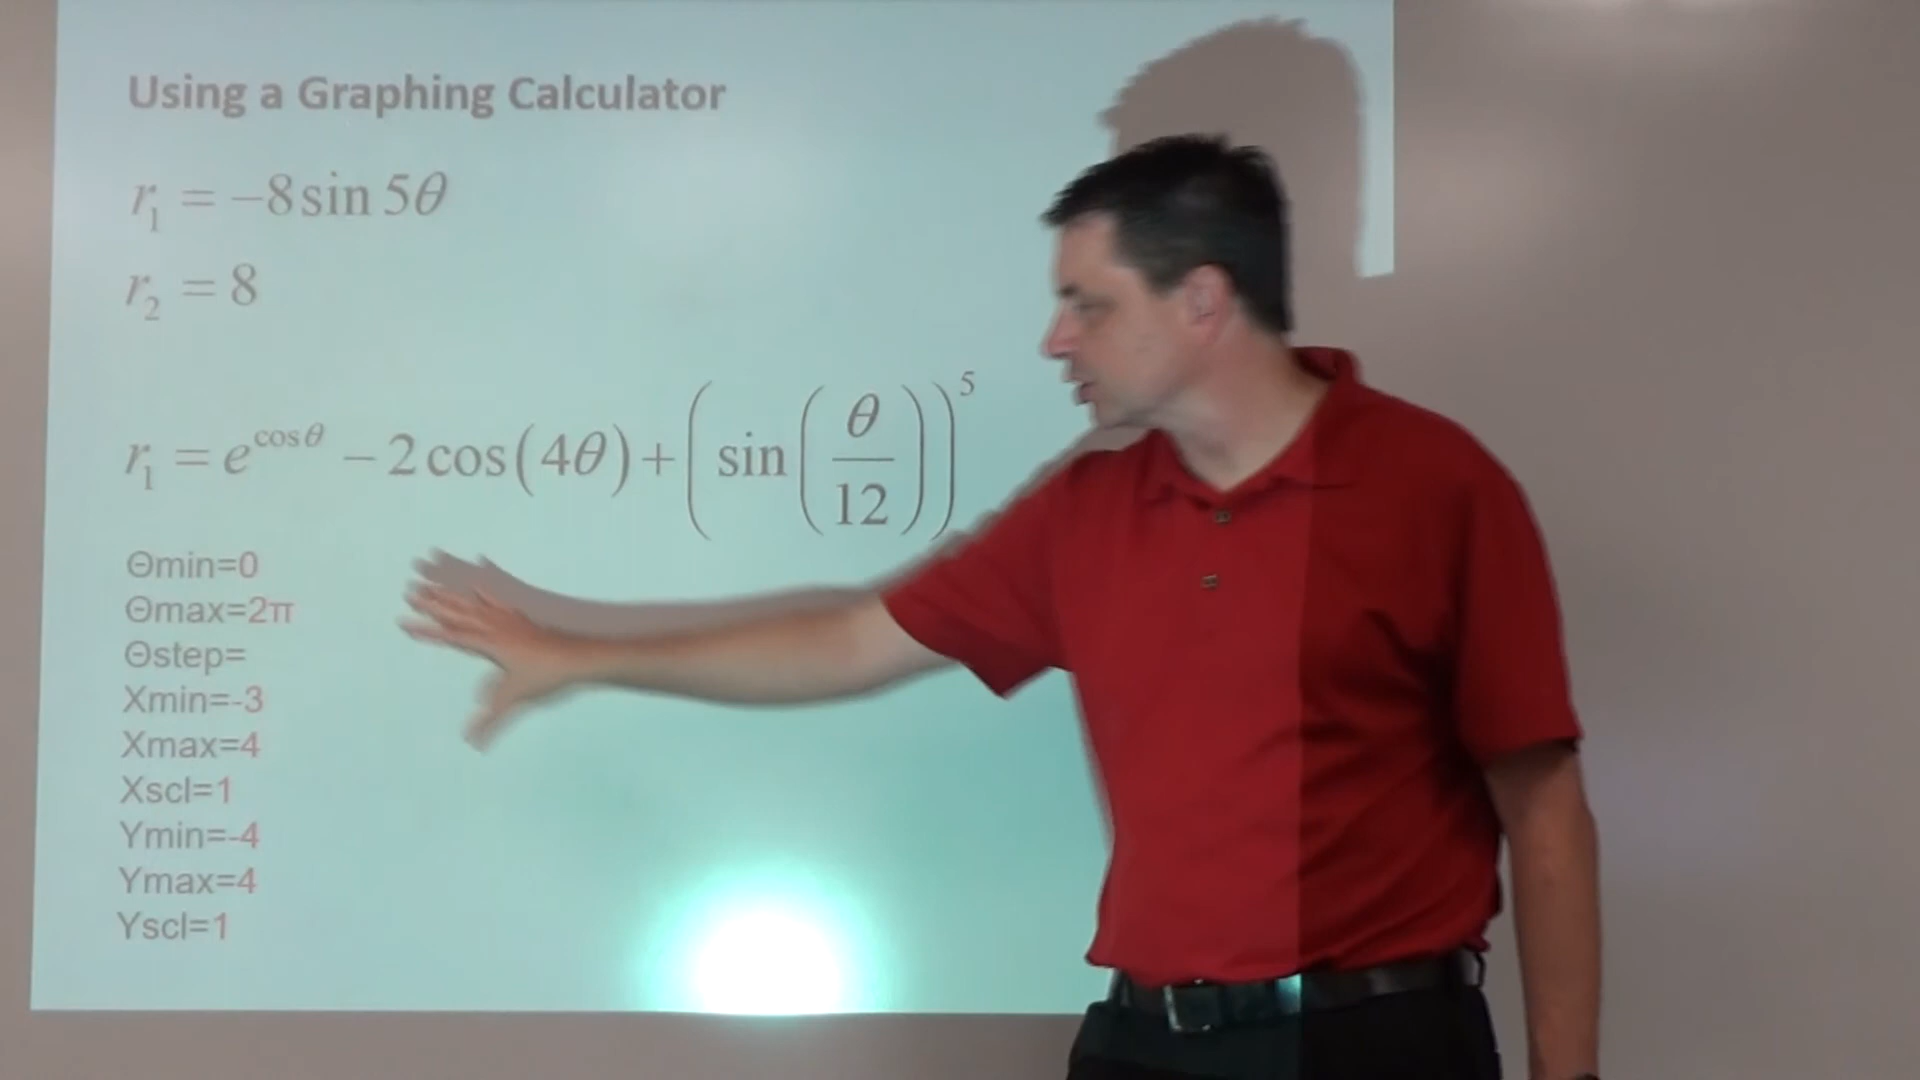 Using a Graphing Calculator
r₁ = −8 sin 5θ
r₂ = 8
r₁ = e^{cos θ} − 2 cos(4θ) + (sin(θ/12))^5
Θmin=0
Θmax=2π
Θstep=
Xmin=-3
Xmax=4
Xscl=1
Ymin=-4
Ymax=4
Yscl=1